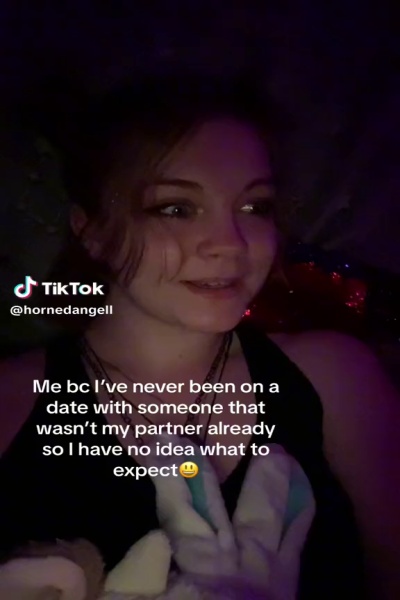 TikTok
@hornedangell
Me bc I’ve never been on a
date with someone that
wasn’t my partner already
so I have no idea what to
expect😃